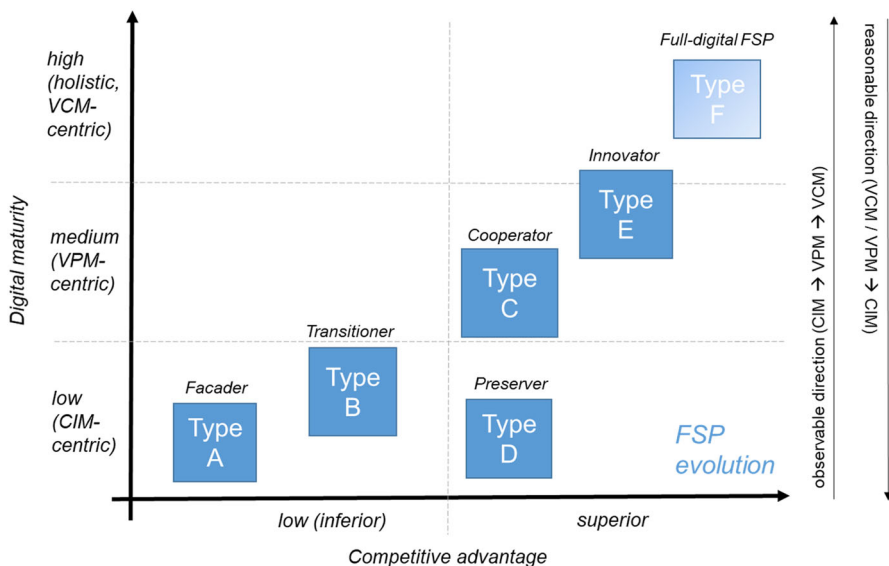 high
(holistic,
VCM-
centric)
medium
(VPM-
centric)
low
(CIM-
centric)
Digital maturity
Full-digital FSP
Type
F
Innovator
Type
E
Cooperator
Type
C
Transitioner
Type
B
Facader
Type
A
Preserver
Type
D
FSP
evolution
low (inferior)
superior
Competitive advantage
observable direction (CIM → VPM → VCM)
reasonable direction (VCM / VPM → CIM)